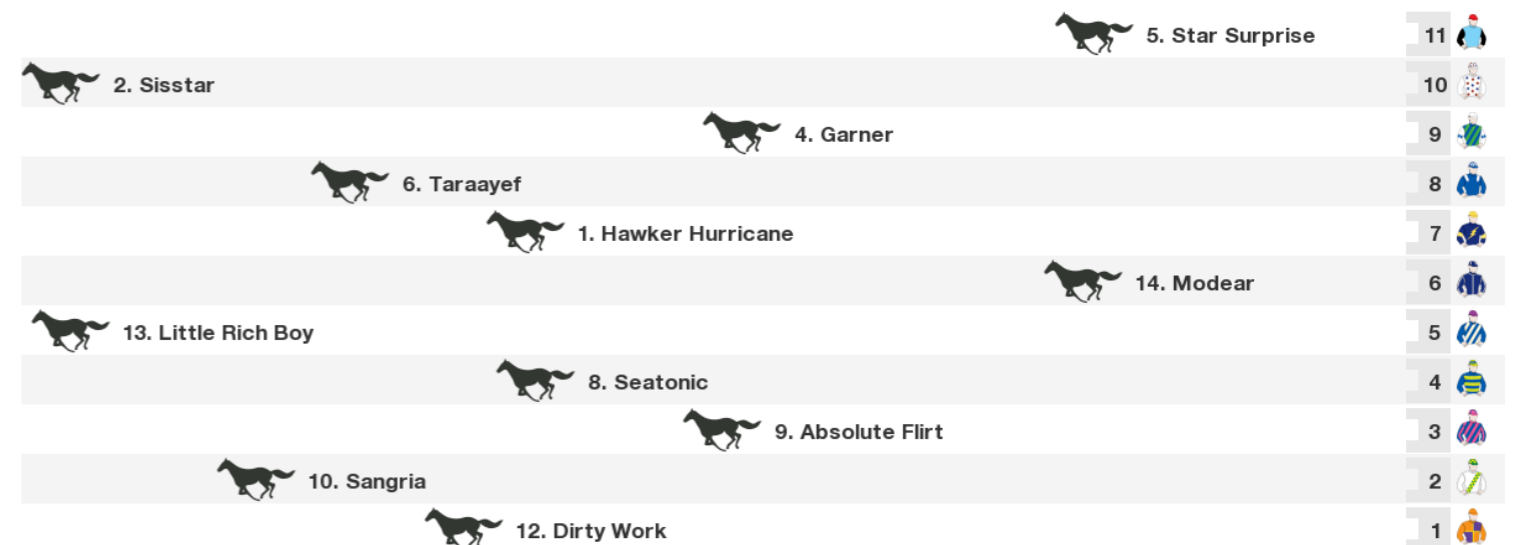 5. Star Surprise 11
2. Sisstar 10
4. Garner 9
6. Taraayef 8
1. Hawker Hurricane 7
14. Modear 6
13. Little Rich Boy 5
8. Seatonic 4
9. Absolute Flirt 3
10. Sangria 2
12. Dirty Work 1